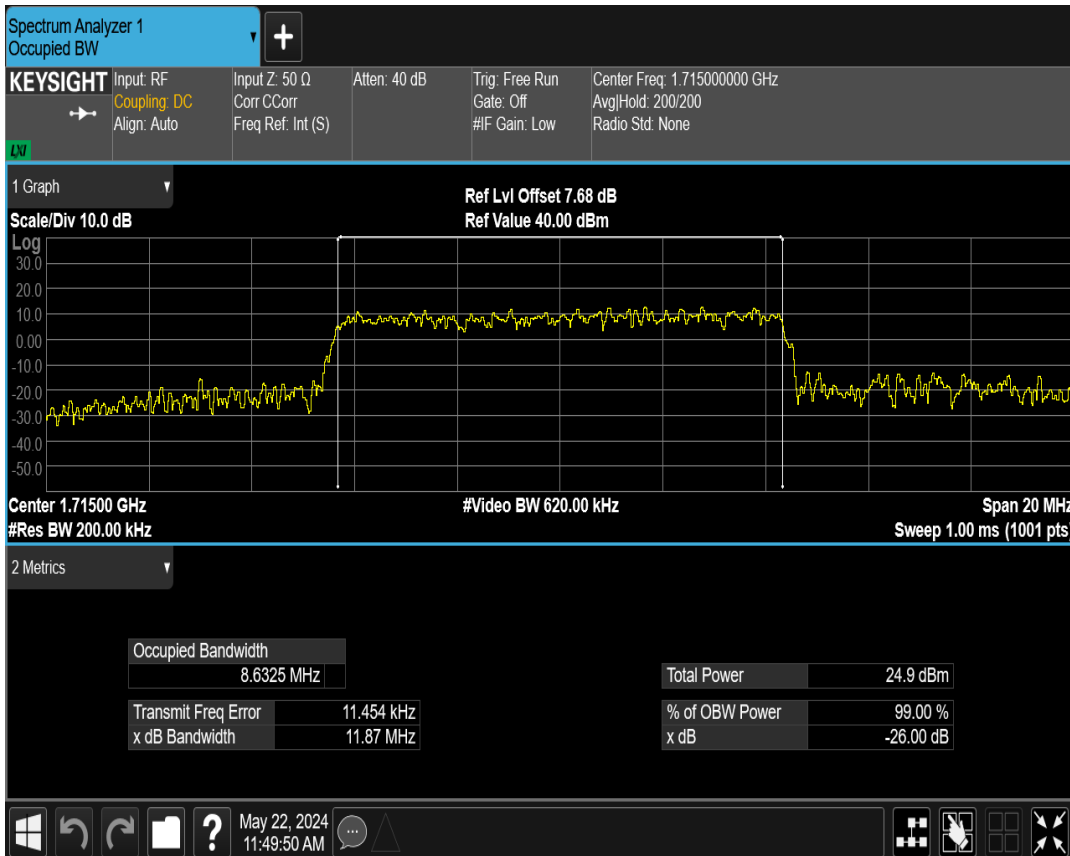 Spectrum Analyzer 1
Occupied BW
+
KEYSIGHT
LXI
Input: RF
Coupling: DC
Align: Auto
Input Z: 50 Ω
Corr CCorr
Freq Ref: Int (S)
Atten: 40 dB
Trig: Free Run
Gate: Off
#IF Gain: Low
Center Freq: 1.715000000 GHz
Avg|Hold: 200/200
Radio Std: None
1 Graph
Scale/Div 10.0 dB
Ref Lvl Offset 7.68 dB
Ref Value 40.00 dBm
Log
30.0
20.0
10.0
0.00
-10.0
-20.0
-30.0
-40.0
-50.0
Center 1.71500 GHz
#Video BW 620.00 kHz
Span 20 MHz
#Res BW 200.00 kHz
Sweep 1.00 ms (1001 pts)
2 Metrics
Occupied Bandwidth
8.6325 MHz
Total Power 24.9 dBm
Transmit Freq Error 11.454 kHz
% of OBW Power 99.00 %
x dB Bandwidth 11.87 MHz
x dB -26.00 dB
?
May 22, 2024
11:49:50 AM